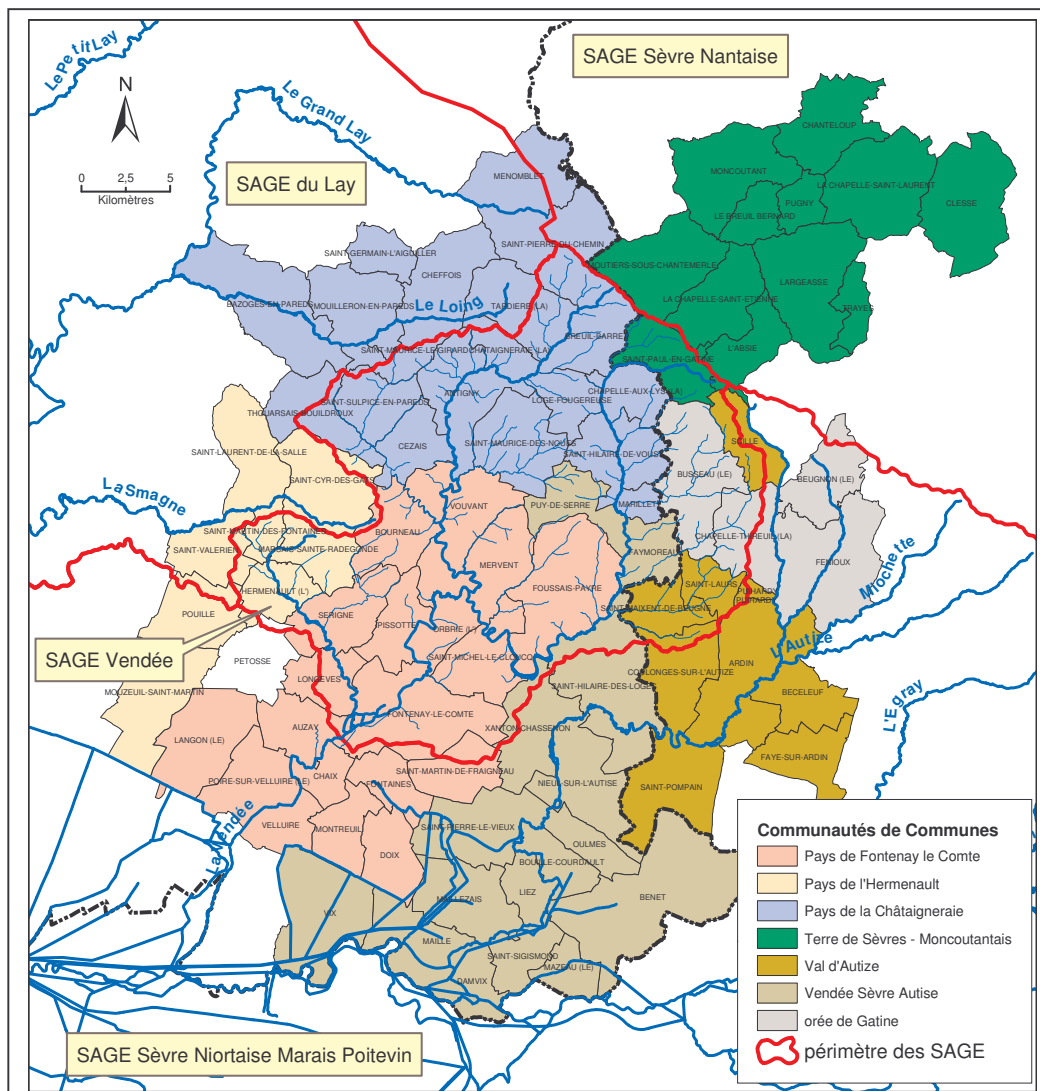 Le Petit Lay
SAGE Sèvre Nantaise
N
Le Grand Lay
CHANTELOUP
SAGE du Lay
MENOMBLET
MONCOUTANT
LA CHAPELLE-SAINT-LAURENT
0 2,5 5
Kilomètres
PUGNY
CLESSE
LE BREUIL BERNARD
SAINT-PIERRE-DU-CHEMIN
SAINT-GERMAIN-L'AIGUILLER
MOUTIERS-SOUS-CHANTEMERLE
CHEFFOIS
LARGEASSE
BAZOGES-EN-PAREDS
MOUILLERON-EN-PAREDS
Le Loing
TARDIERE (LA)
LA CHAPELLE-SAINT-ETIENNE
TRAYES
BREUIL-BARRET
L'ABSIE
SAINT-MAURICE-LE-GIRARD
CHATAIGNERAIE (LA)
SAINT-PAUL-EN-GATINE
ANTIGNY
CHAPELLE-AUX-LYS (LA)
SAINT-SULPICE-EN-PAREDS
LOGE-FOUGEREUSE
THOUARSAIS-BOUILDROUX
CEZAIS
SAINT-MAURICE-DES-NOUES
SCILLE
SAINT-LAURENT-DE-LA-SALLE
SAINT-HILAIRE-DE-VOUST
BUSSEAU (LE)
BEUGNON (LE)
SAINT-CYR-DES-GATS
La Smagne
VOUVANT
PUY-DE-SERRE
MARILLET
SAINT-MARTIN-DES-FONTAINES
BOURNEAU
CHAPELLE-THIREUIL (LA)
SAINT-VALERIEN
MARSAIS-SAINTE-RADEGONDE
FAYMOREAU
FENIOUX
Miochette
MERVENT
HERMENAULT (L')
FOUSSAIS-PAYRE
SAINT-LAURS
PUIHARDY
POUILLE
SERIGNE
SAINT-MAIXENT-DE-BEUGNE
SAGE Vendée
PISSOTTE
ORBRIE (L')
L'Autize
PETOSSE
SAINT-MICHEL-LE-CLOUCQ
ARDIN
COULONGES-SUR-L'AUTIZE
LONGEVES
MOUZEUIL-SAINT-MARTIN
SAINT-HILAIRE-DES-LOGES
BECELEUF
L'Egray
FONTENAY-LE-COMTE
AUZAY
XANTON-CHASSENON
LANGON (LE)
FAYE-SUR-ARDIN
SAINT-MARTIN-DE-FRAIGNEAU
CHAIX
POIRE-SUR-VELLUIRE (LE)
FONTAINES
NIEUL-SUR-L'AUTISE
SAINT-POMPAIN
La Vendée
VELLUIRE
MONTREUIL
SAINT-PIERRE-LE-VIEUX
OULMES
DOIX
BOUILLE-COURDAULT
LIEZ
BENET
MAILLEZAIS
VIX
MAILLE
SAINT-SIGISMOND
MAZEAU (LE)
DAMVIX
SAGE Sèvre Niortaise Marais Poitevin
Communautés de Communes
Pays de Fontenay le Comte
Pays de l'Hermenault
Pays de la Châtaigneraie
Terre de Sèvres - Moncoutantais
Val d'Autize
Vendée Sèvre Autise
orée de Gatine
périmètre des SAGE